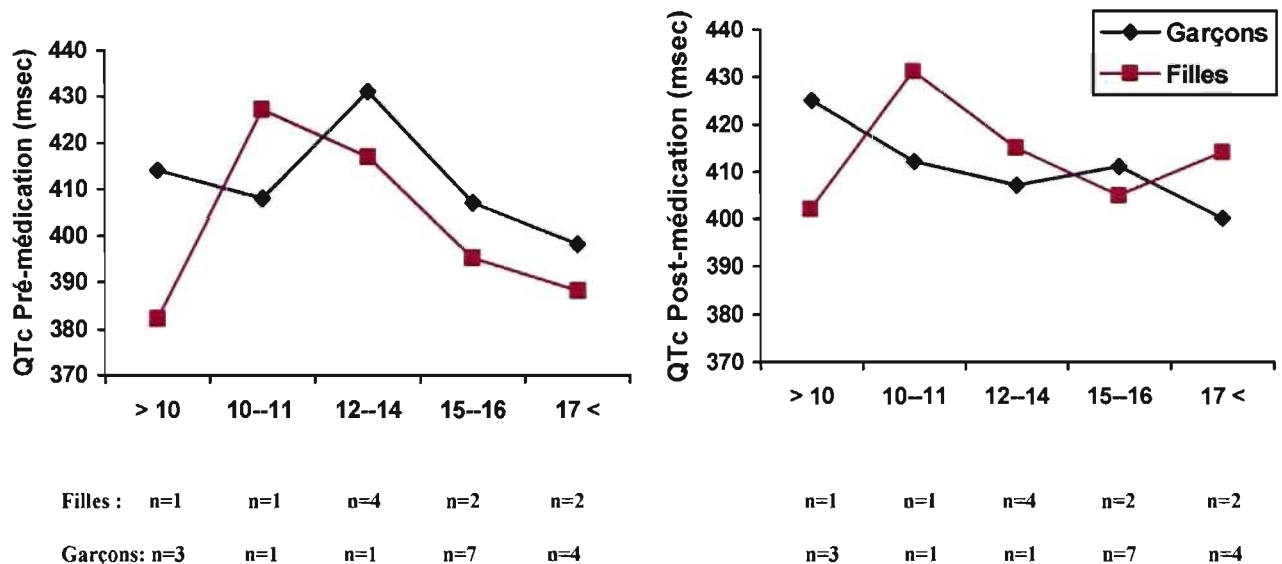 QTc Pré-médication (msec)
440
430
420
410
400
390
380
370
> 10 10--11 12--14 15--16 17 <
QTc Post-médication (msec)
440
430
420
410
400
390
380
370
> 10 10--11 12--14 15--16 17 <
Garçons
Filles
Filles : n=1 n=1 n=4 n=2 n=2
Garçons: n=3 n=1 n=1 n=7 n=4
n=1 n=1 n=4 n=2 n=2
n=3 n=1 n=1 n=7 n=4